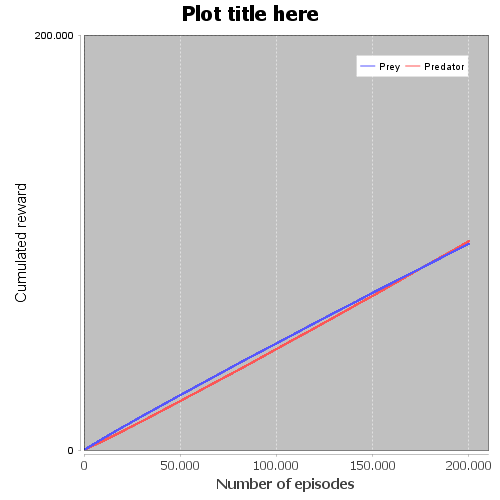 Plot title here
200.000
Prey
Predator
Cumulated reward
0
0
50.000
100.000
150.000
200.000
Number of episodes